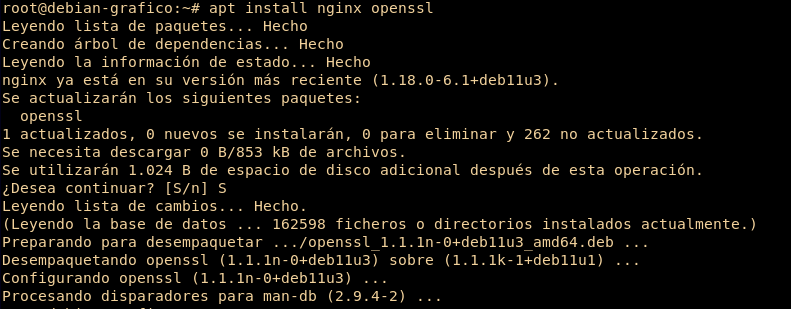 root@debian-grafico:~# apt install nginx openssl
Leyendo lista de paquetes... Hecho
Creando árbol de dependencias... Hecho
Leyendo la información de estado... Hecho
nginx ya está en su versión más reciente (1.18.0-6.1+deb11u3).
Se actualizarán los siguientes paquetes:
  openssl
1 actualizados, 0 nuevos se instalarán, 0 para eliminar y 262 no actualizados.
Se necesita descargar 0 B/853 kB de archivos.
Se utilizarán 1.024 B de espacio de disco adicional después de esta operación.
¿Desea continuar? [S/n] S
Leyendo lista de cambios... Hecho.
(Leyendo la base de datos ... 162598 ficheros o directorios instalados actualmente.)
Preparando para desempaquetar .../openssl_1.1.1n-0+deb11u3_amd64.deb ...
Desempaquetando openssl (1.1.1n-0+deb11u3) sobre (1.1.1k-1+deb11u1) ...
Configurando openssl (1.1.1n-0+deb11u3) ...
Procesando disparadores para man-db (2.9.4-2) ...